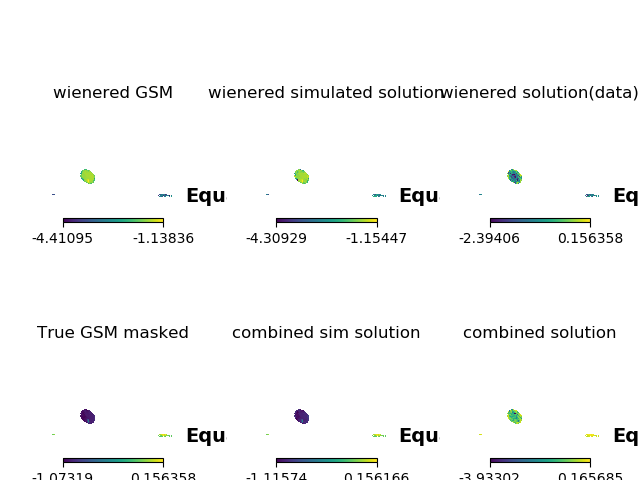 wienered GSM
wienered simulated solution
wienered solution(data)
Equ
Equ
Eq
-4.41095 -1.13836
-4.30929 -1.15447
-2.39406 0.156358
True GSM masked
combined sim solution
combined solution
Equ
Equ
Eq
-1.07319 0.156358
-1.11574 0.156166
-3.93302 0.165685